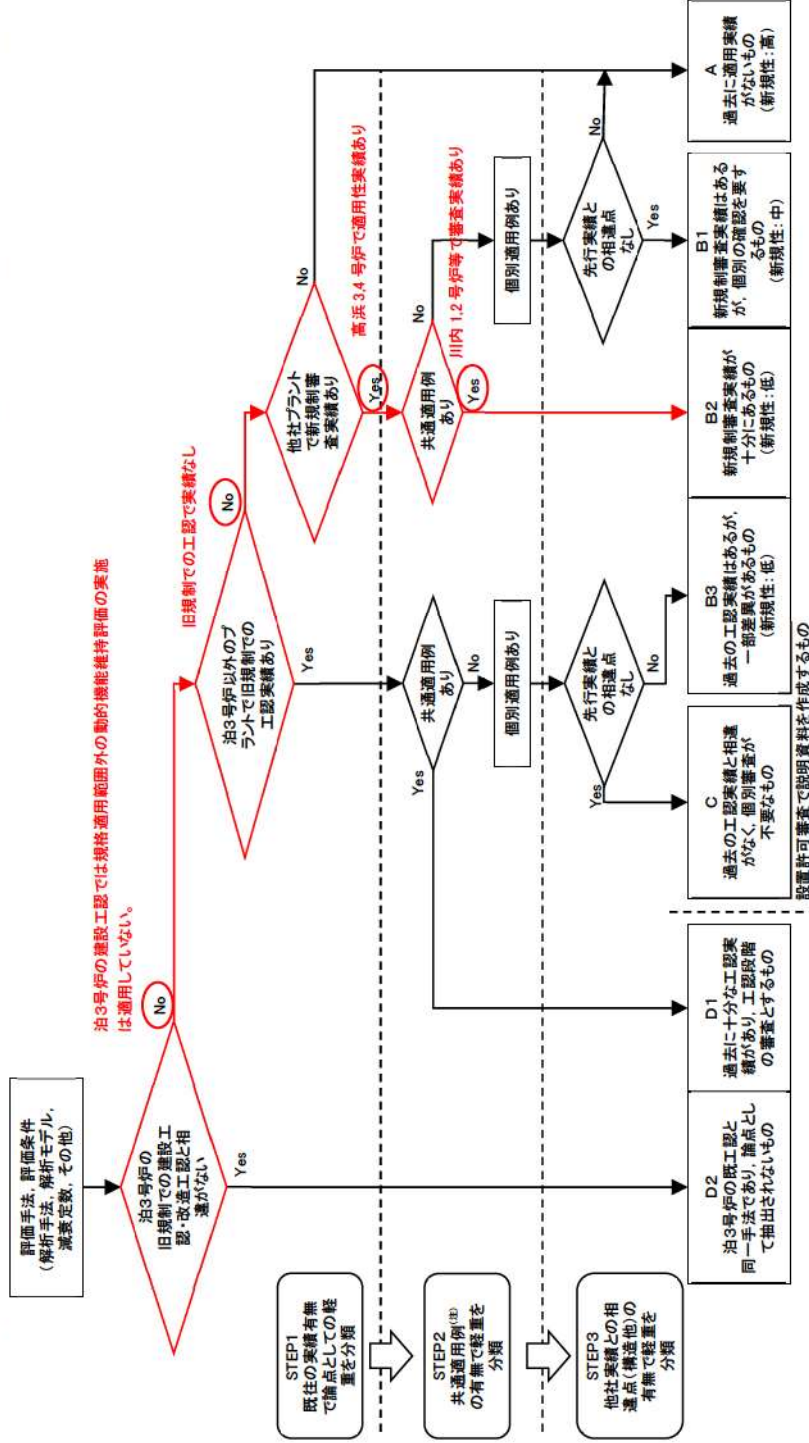 評価手法，評価条件
（解析手法，解析モデル，
減衰定数，その他）
泊3号炉の
旧規制での建設工
認・改造工認と相
違がない
No
Yes
泊3号炉の建設工認では規格適用範囲外の動的機能維持評価の実施
は適用していない。
泊3号炉以外のプ
ラントで旧規制での
工認実績あり
No
Yes
旧規制での工認で実績なし
他社プラント
で新規制審
査実績あり
No
Yes
高浜3,4号炉で適用性実績あり
STEP1
既往の実績有無
で論点としての軽
重を分類
STEP2
共通適用例(注)
の有無で軽重を
分類
STEP3
他社実績との相
違点（構造他）の
有無で軽重を
分類
共通適用例
あり
Yes
No
個別適用例あり
先行実績と
の相違点
なし
Yes
No
共通適用例
あり
No
Yes
川内1,2号炉等で審査実績あり
個別適用例あり
先行実績と
の相違点
なし
No
Yes
D2
泊3号炉の既工認と
同一手法であり，論点とし
て抽出されないもの
D1
過去に十分な工認実
績があり，工認段階
の審査とするもの
C
過去の工認実績と相違
がなく，個別審査が
不要なもの
B3
過去の工認実績はあるが，
一部差異があるもの
（新規性：低）
B2
新規制審査実績が
十分にあるもの
（新規性：低）
B1
新規制審査実績はある
が，個別の確認を要す
るもの
（新規性：中）
A
過去に適用実績
がないもの
（新規性：高）
設置許可審査で説明資料を作成するもの